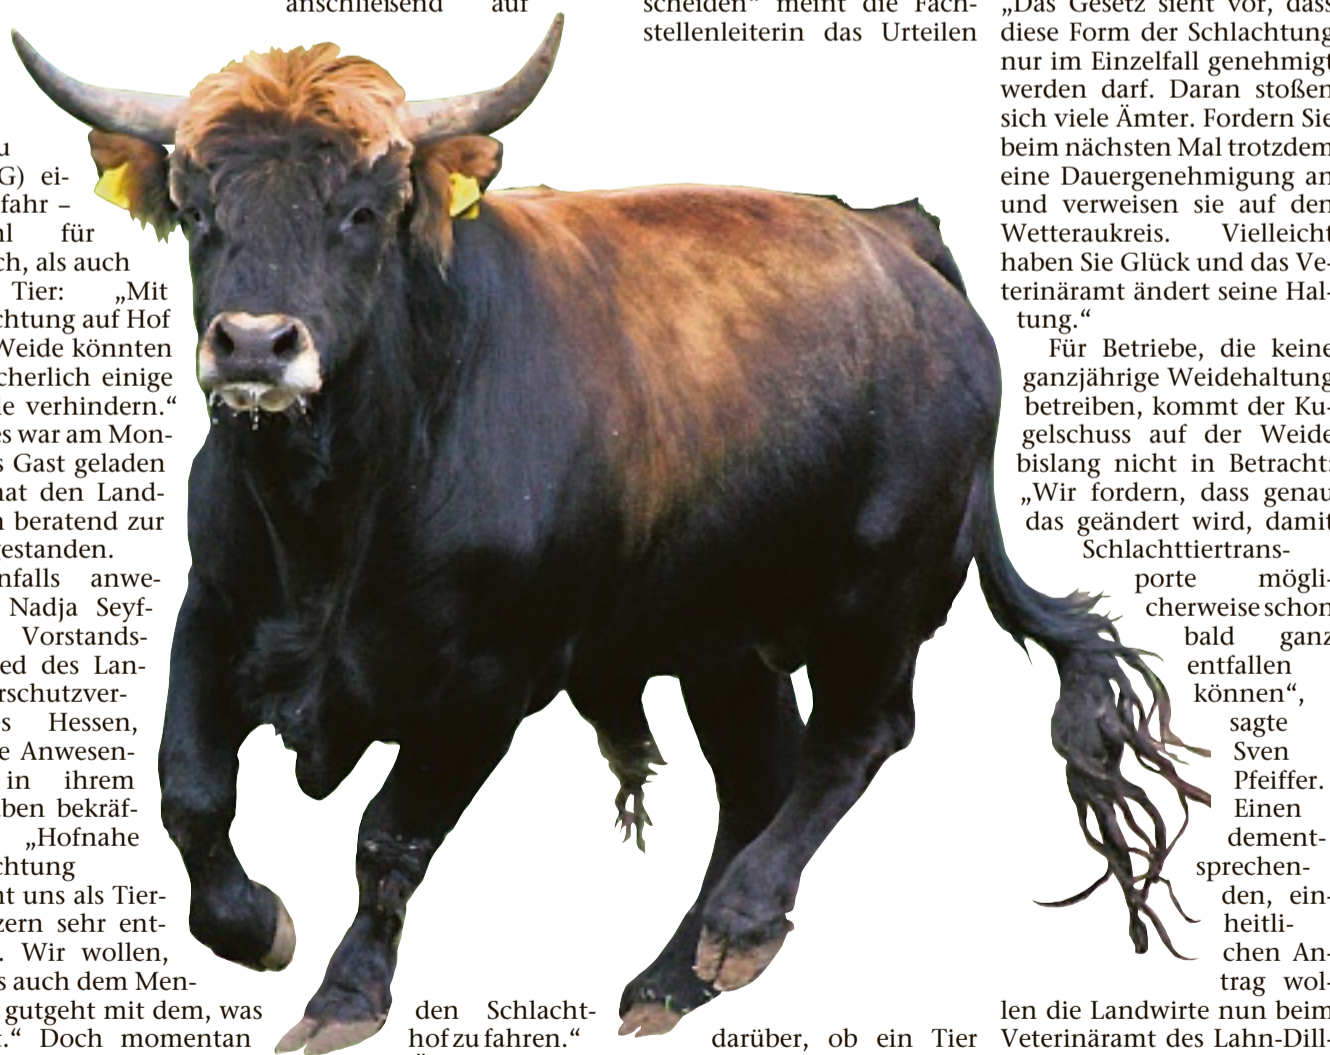 anschließend auf
u
G) ei-
fahr –
für
ch, als auch
Tier: „Mit
chtung auf Hof
Weide könnten
cherlich einige
le verhindern.“
es war am Mon-
s Gast geladen
hat den Land-
n beratend zur
gestanden.
nfalls anwe-
Nadja Seyf-
Vorstands-
ed des Lan-
rschutzver-
es Hessen,
e Anwesen-
in ihrem
ben bekräf-
„Hofnahe
chtung
nt uns als Tier-
zern sehr ent-
. Wir wollen,
s auch dem Men-
gutgeht mit dem, was
t.“ Doch momentan
den Schlacht-
hof zu fahren.“
scheiden“ meint die Fach-
stellenleiterin das Urteilen
darüber, ob ein Tier
„Das Gesetz sieht vor, dass
diese Form der Schlachtung
nur im Einzelfall genehmigt
werden darf. Daran stoßen
sich viele Ämter. Fordern Sie
beim nächsten Mal trotzdem
eine Dauergenehmigung an
und verweisen sie auf den
Wetteraukreis. Vielleicht
haben Sie Glück und das Ve-
terinäramt ändert seine Hal-
tung.“
Für Betriebe, die keine
ganzjährige Weidehaltung
betreiben, kommt der Ku-
gelschuss auf der Weide
bislang nicht in Betracht:
„Wir fordern, dass genau
das geändert wird, damit
Schlachttiertrans-
porte mögli-
cherweise schon
bald ganz
entfallen
können“,
sagte
Sven
Pfeiffer.
Einen
dement-
sprechen-
den, ein-
heitli-
chen An-
trag wol-
len die Landwirte nun beim
Veterinäramt des Lahn-Dill-